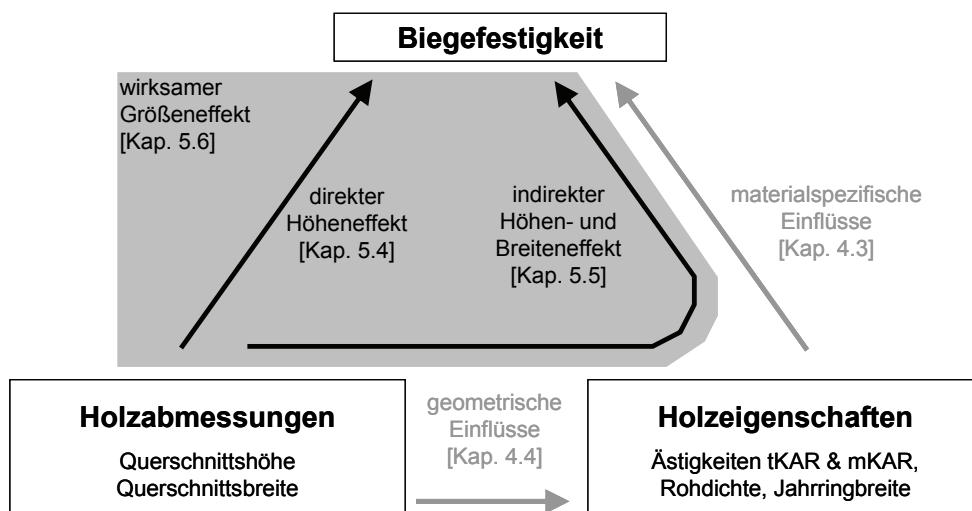 Biegefestigkeit
wirksamer
Größeneffekt
[Kap. 5.6]
direkter
Höheneffekt
[Kap. 5.4]
indirekter
Höhen- und
Breiteneffekt
[Kap. 5.5]
materialspezifische
Einflüsse
[Kap. 4.3]
Holzabmessungen
Querschnittshöhe
Querschnittsbreite
geometrische
Einflüsse
[Kap. 4.4]
Holzeigenschaften
Ästigkeiten tKAR & mKAR,
Rohdichte, Jahrringbreite